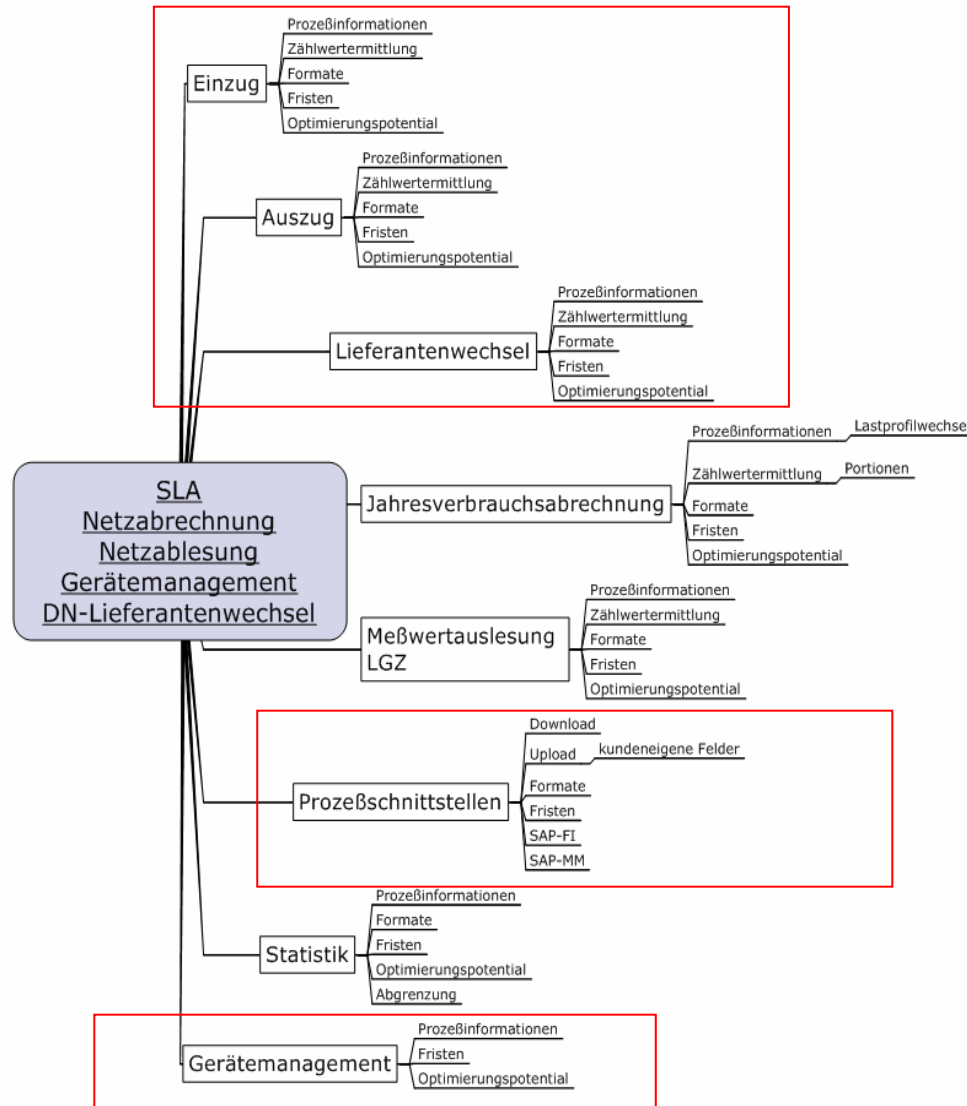 Prozeßinformationen
Zählwertermittlung
Einzug
Formate
Fristen
Optimierungspotential
Prozeßinformationen
Zählwertermittlung
Auszug
Formate
Fristen
Optimierungspotential
Prozeßinformationen
Zählwertermittlung
Lieferantenwechsel
Formate
Fristen
Optimierungspotential
SLA
Netzabrechnung
Netzablesung
Gerätemanagement
DN-Lieferantenwechsel
Prozeßinformationen
Lastprofilwechse
Zählwertermittlung
Portionen
Jahresverbrauchsabrechnung
Formate
Fristen
Optimierungspotential
Prozeßinformationen
Zählwertermittlung
Meßwertauslesung
LGZ
Formate
Fristen
Optimierungspotential
Download
Upload
kundeneigene Felder
Prozeßschnittstellen
Formate
Fristen
SAP-FI
SAP-MM
Prozeßinformationen
Formate
Statistik
Fristen
Optimierungspotential
Abgrenzung
Prozeßinformationen
Gerätemanagement
Fristen
Optimierungspotential